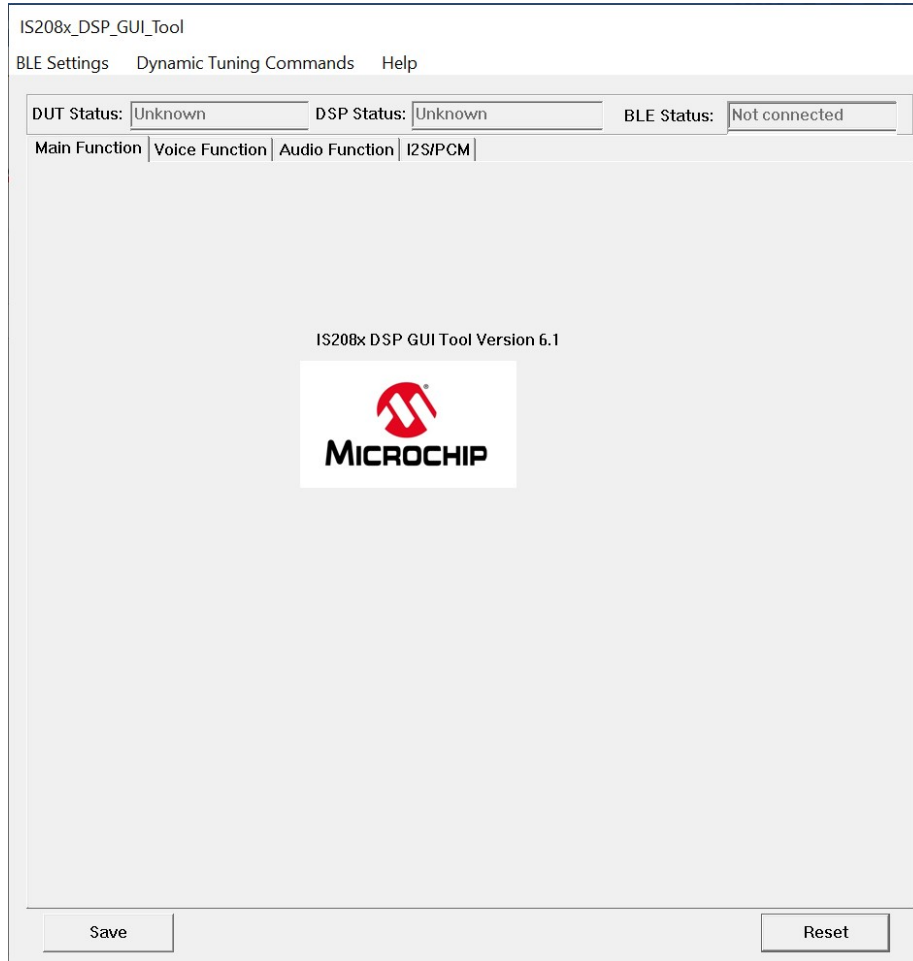 IS208x_DSP_GUI_Tool
BLE Settings Dynamic Tuning Commands Help
DUT Status: Unknown DSP Status: Unknown BLE Status: Not connected
Main Function Voice Function Audio Function I2S/PCM
IS208x DSP GUI Tool Version 6.1
MICROCHIP
Save Reset